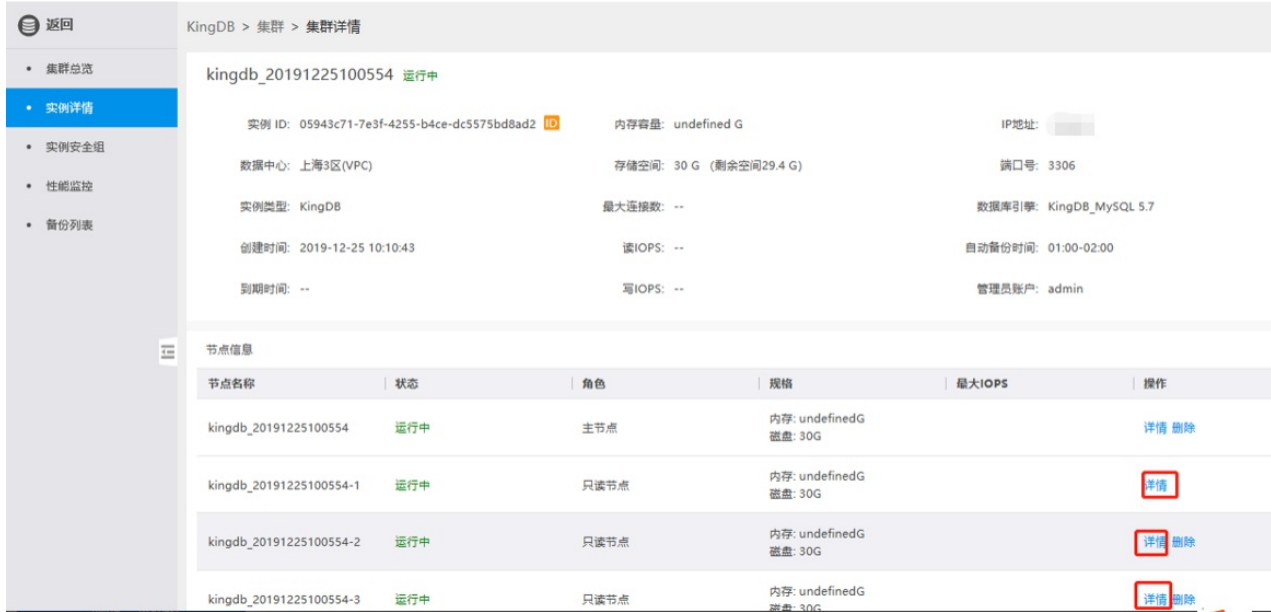 返回
KingDB > 集群 > 集群详情
集群总览
实例详情
实例安全组
性能监控
备份列表
kingdb_20191225100554 运行中
实例 ID: 05943c71-7e3f-4255-b4ce-dc5575bd8ad2 ID 内存容量: undefined G IP地址:
数据中心: 上海3区(VPC) 存储空间: 30 G (剩余空间29.4 G) 端口号: 3306
实例类型: KingDB 最大连接数: -- 数据库引擎: KingDB_MySQL 5.7
创建时间: 2019-12-25 10:10:43 读IOPS: -- 自动备份时间: 01:00-02:00
到期时间: -- 写IOPS: -- 管理员账户: admin
节点信息
节点名称 状态 角色 规格 最大IOPS 操作
kingdb_20191225100554 运行中 主节点 内存: undefinedG 详情 删除
磁盘: 30G
kingdb_20191225100554-1 运行中 只读节点 内存: undefinedG 详情
磁盘: 30G
kingdb_20191225100554-2 运行中 只读节点 内存: undefinedG 详情 删除
磁盘: 30G
kingdb_20191225100554-3 运行中 只读节点 内存: undefinedG 详情 删除
磁盘: 30G